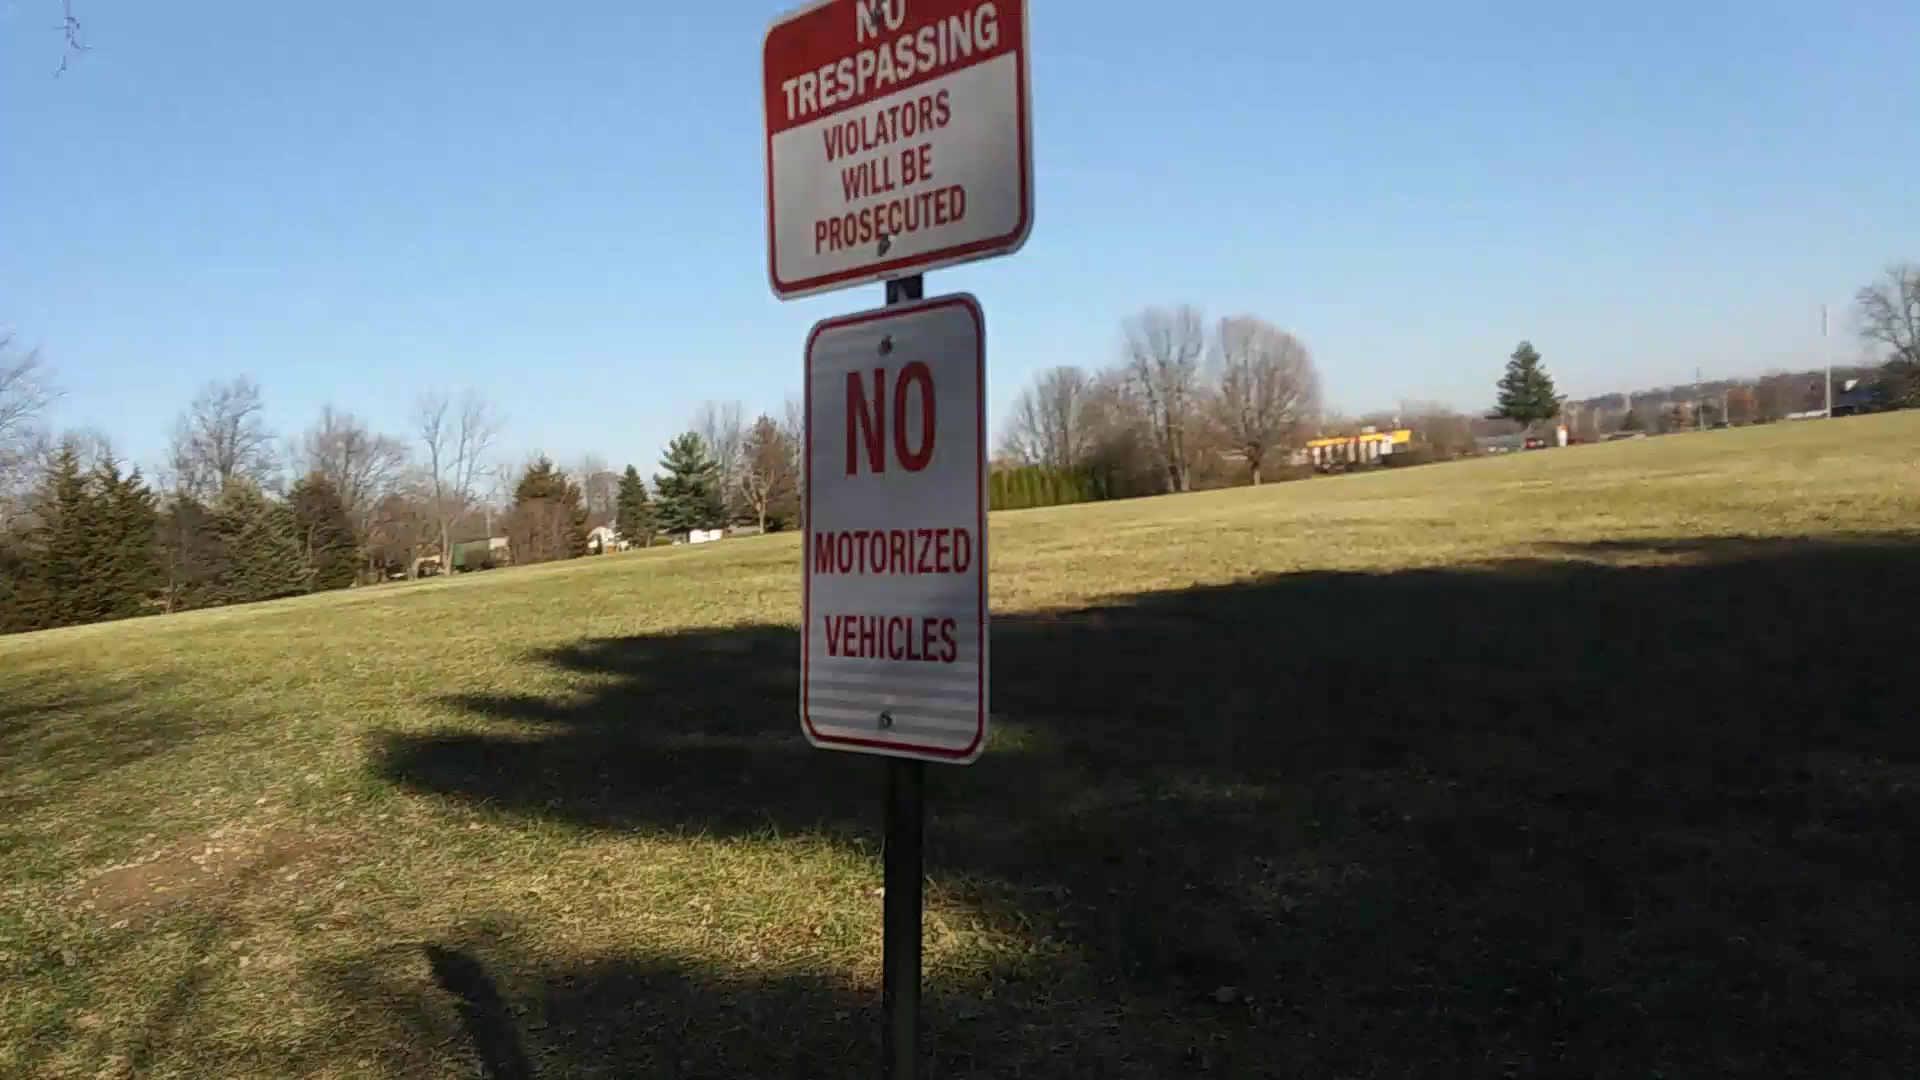 NO
TRESPASSING
VIOLATORS
WILL BE
PROSECUTED
NO
MOTORIZED
VEHICLES